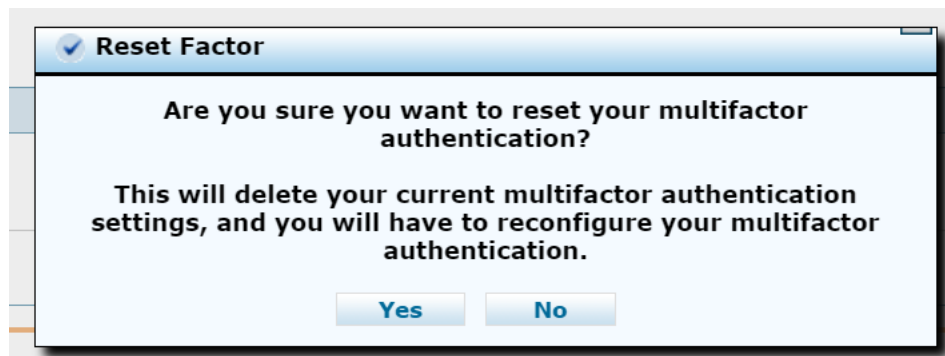 Reset Factor
Are you sure you want to reset your multifactor
authentication?
This will delete your current multifactor authentication
settings, and you will have to reconfigure your multifactor
authentication.
Yes No